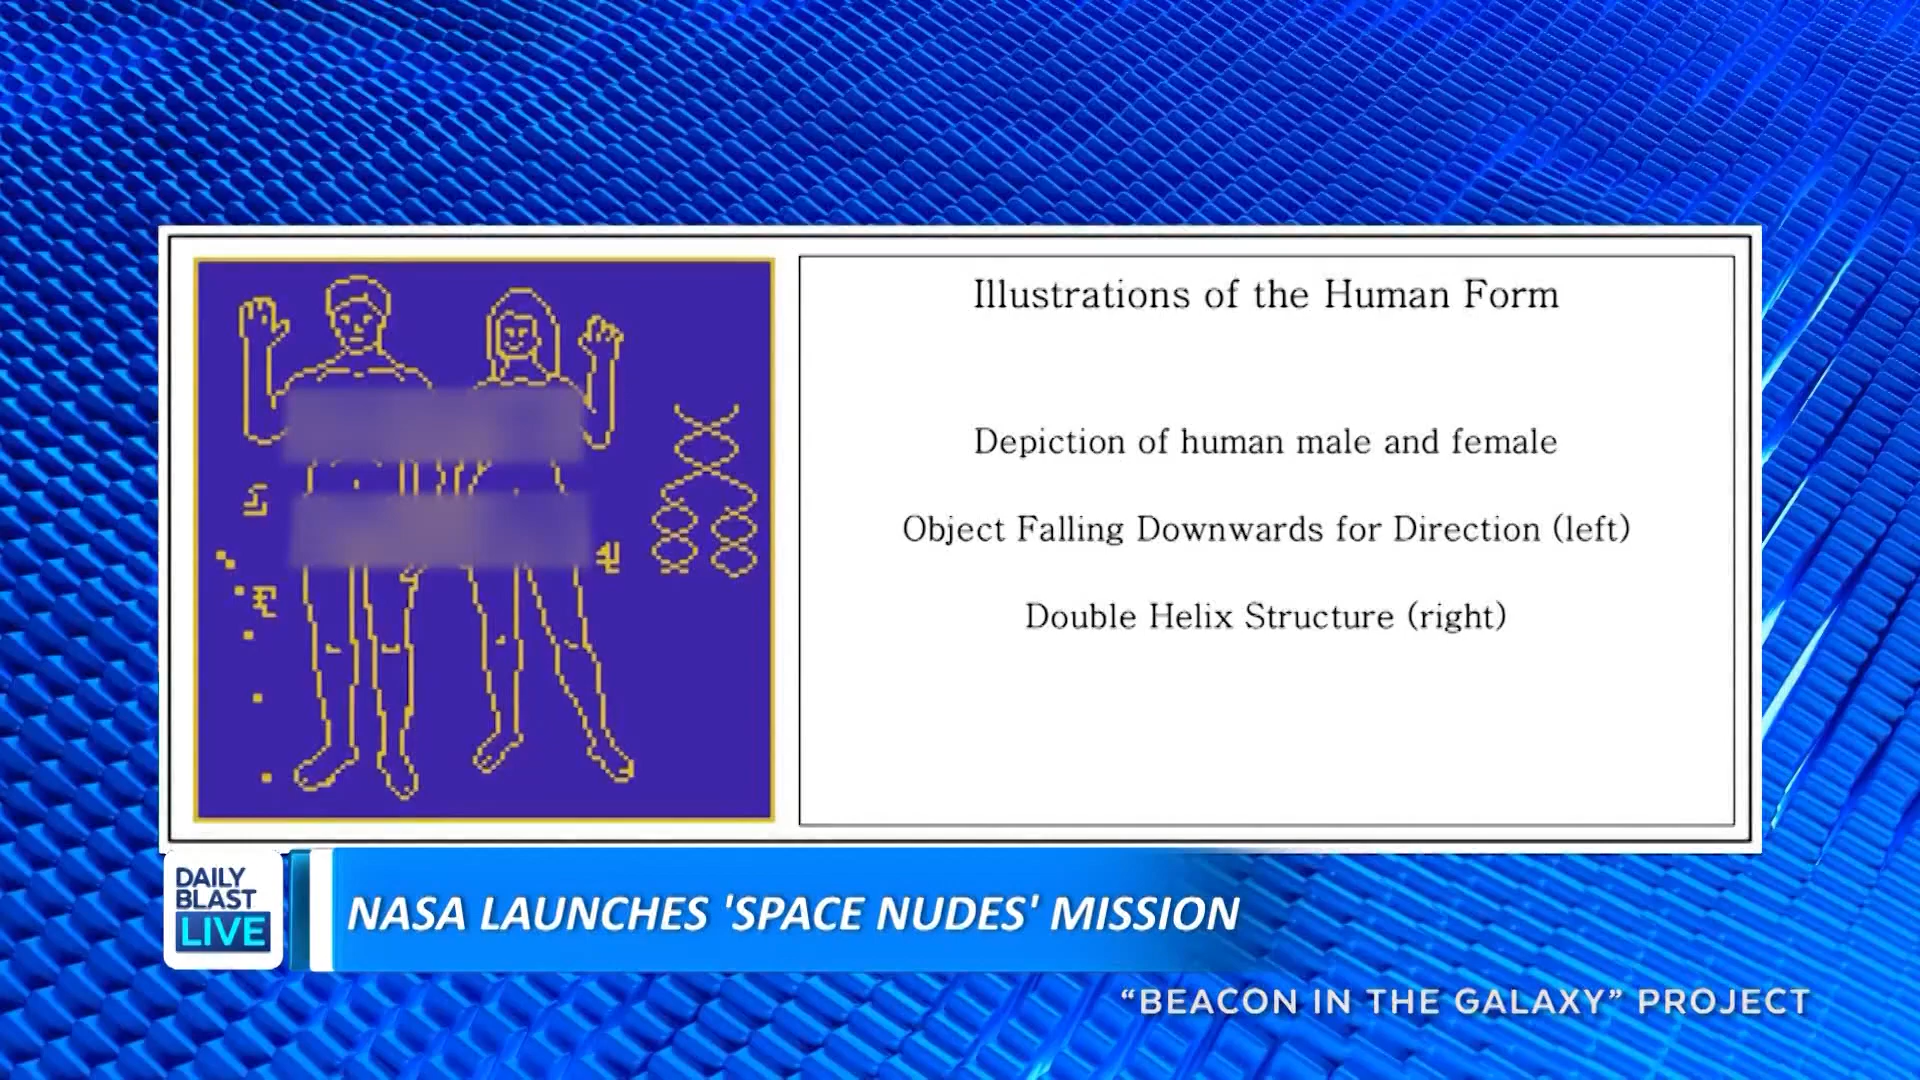 Illustrations of the Human Form
Depiction of human male and female
Object Falling Downwards for Direction (left)
Double Helix Structure (right)
DAILY
BLAST
LIVE
NASA LAUNCHES 'SPACE NUDES' MISSION
“BEACON IN THE GALAXY” PROJECT